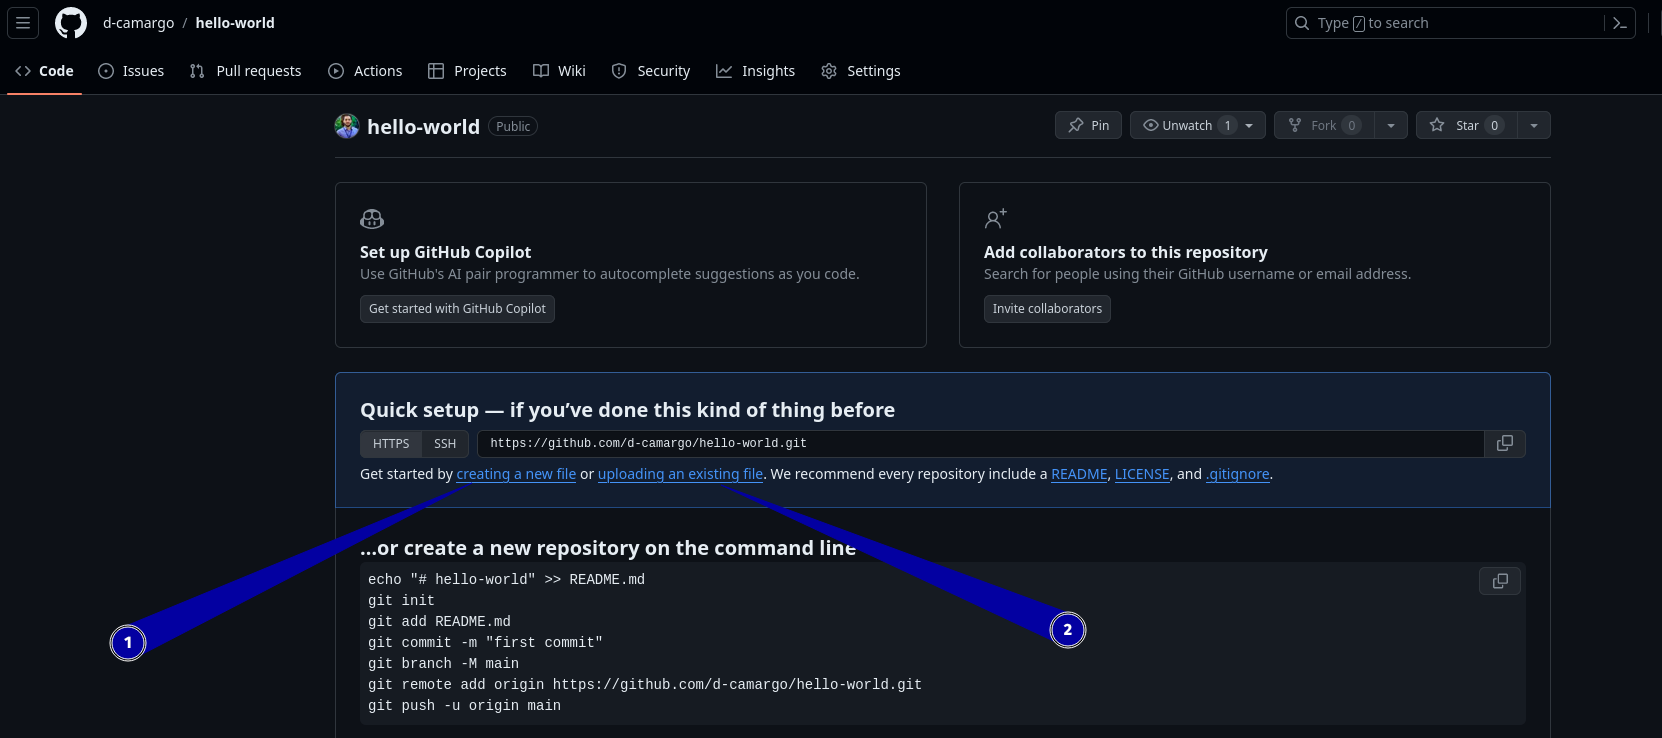 d-camargo / hello-world
Type / to search
Code Issues Pull requests Actions Projects Wiki Security Insights Settings
hello-world Public
Pin Unwatch 1 Fork 0 Star 0
Set up GitHub Copilot
Use GitHub's AI pair programmer to autocomplete suggestions as you code.
Get started with GitHub Copilot
Add collaborators to this repository
Search for people using their GitHub username or email address.
Invite collaborators
Quick setup — if you’ve done this kind of thing before
HTTPS SSH https://github.com/d-camargo/hello-world.git
Get started by creating a new file or uploading an existing file. We recommend every repository include a README, LICENSE, and .gitignore.
…or create a new repository on the command line
echo "# hello-world" >> README.md
git init
git add README.md
git commit -m "first commit"
git branch -M main
git remote add origin https://github.com/d-camargo/hello-world.git
git push -u origin main
1
2